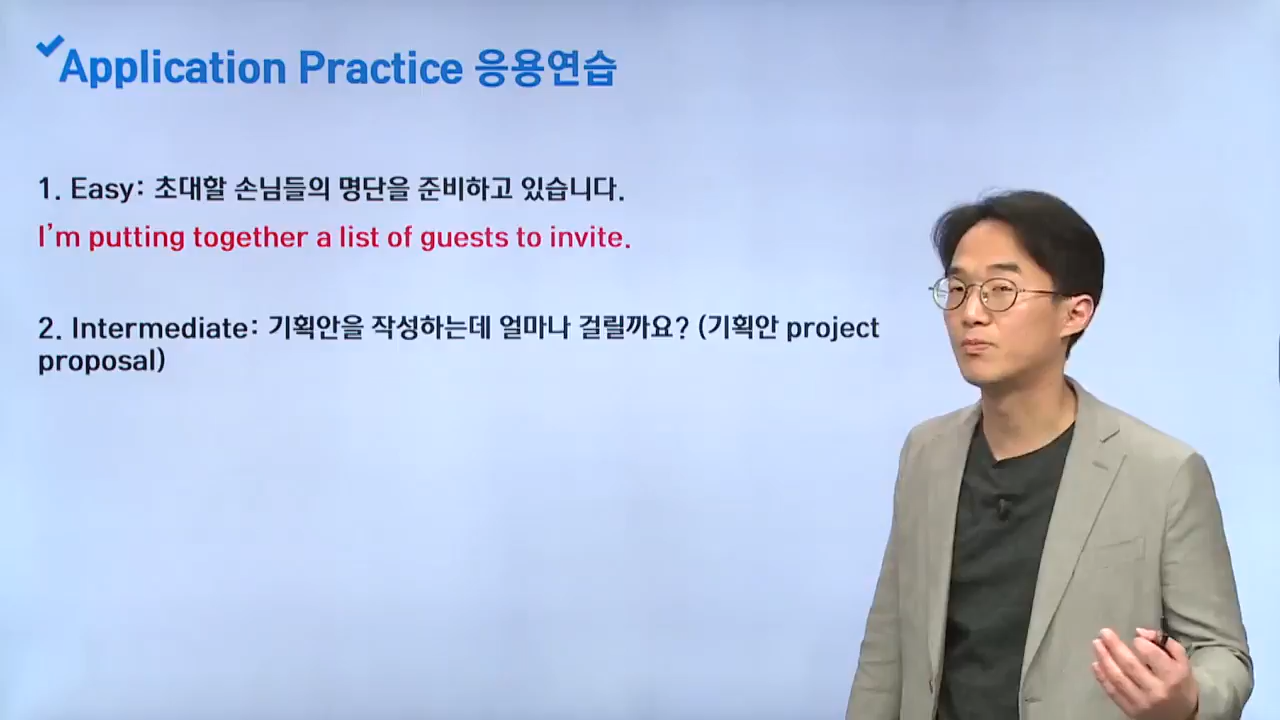 Application Practice 응용연습
1. Easy: 초대할 손님들의 명단을 준비하고 있습니다.
I’m putting together a list of guests to invite.
2. Intermediate: 기획안을 작성하는데 얼마나 걸릴까요? (기획안 project
proposal)